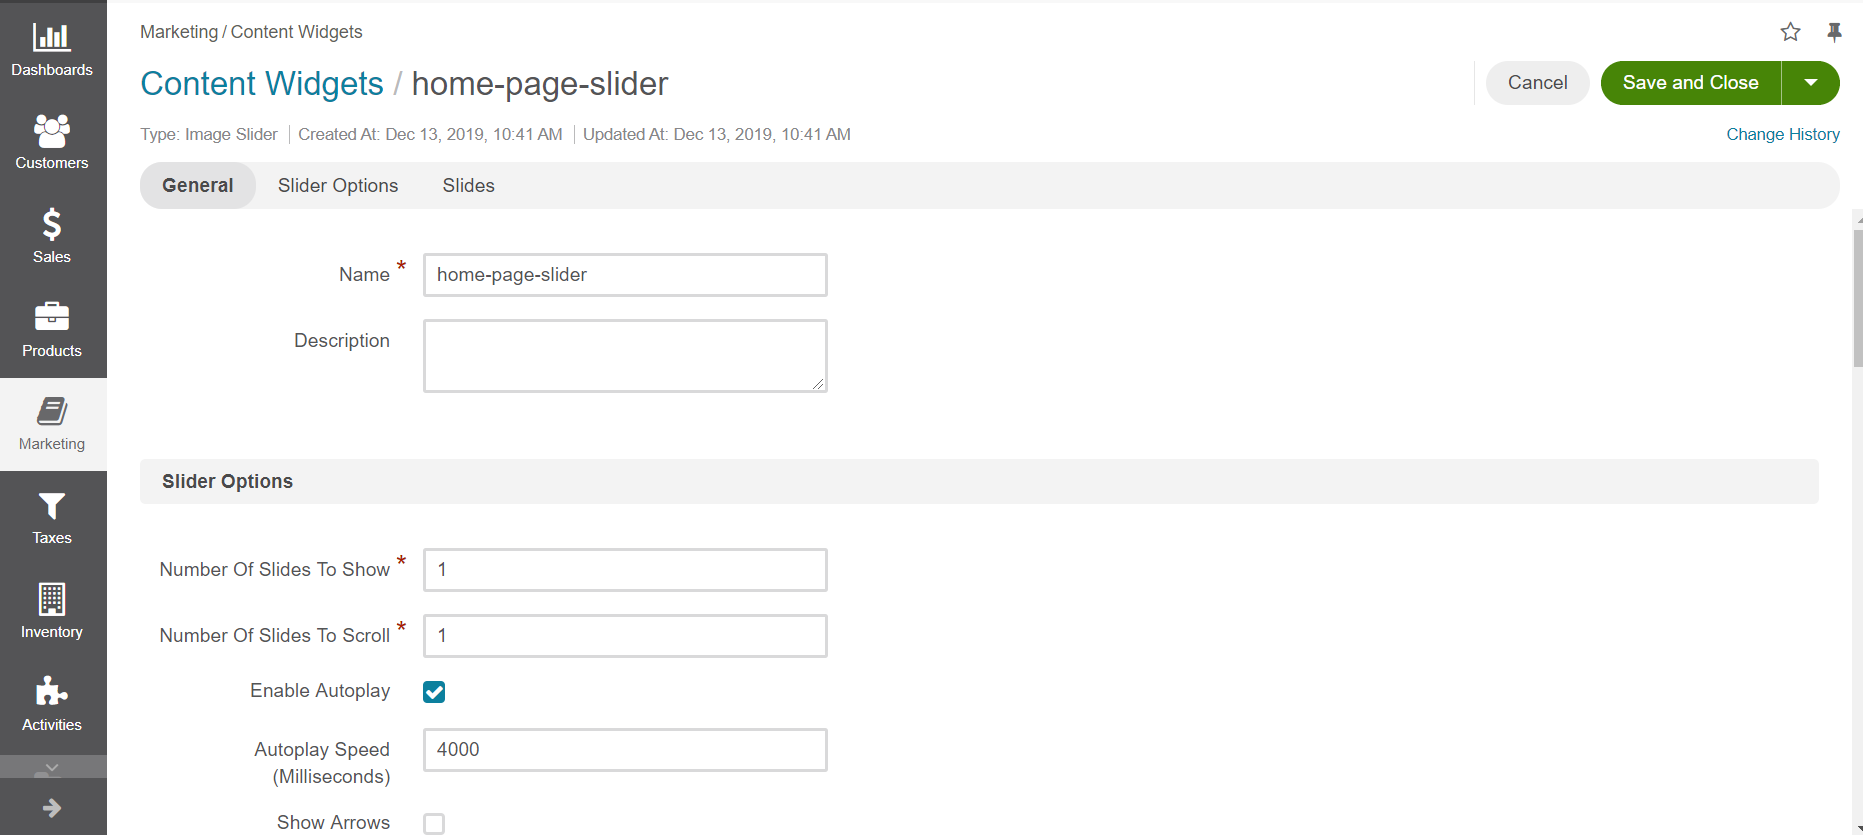 Dashboards
Customers
Sales
Products
Marketing
Taxes
Inventory
Activities
Marketing / Content Widgets
Content Widgets / home-page-slider
Cancel
Save and Close
Type: Image Slider
Created At: Dec 13, 2019, 10:41 AM
Updated At: Dec 13, 2019, 10:41 AM
Change History
General
Slider Options
Slides
Name *
home-page-slider
Description
Slider Options
Number Of Slides To Show *
1
Number Of Slides To Scroll *
1
Enable Autoplay
Autoplay Speed
(Milliseconds)
4000
Show Arrows